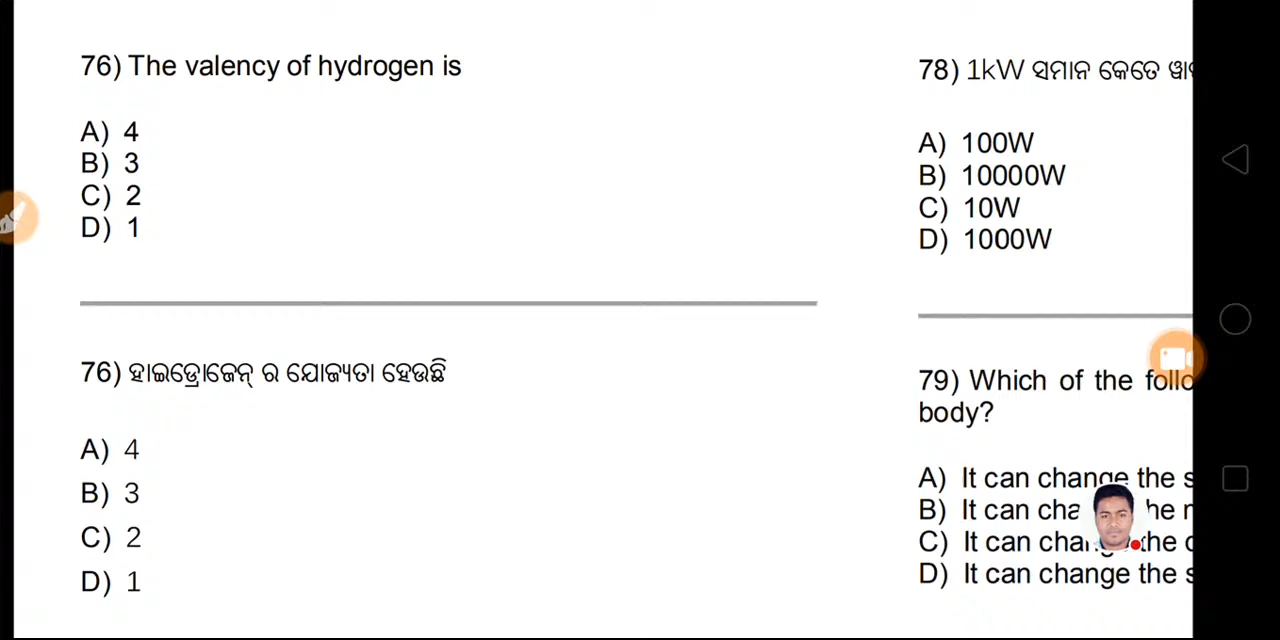 76) The valency of hydrogen is
A) 4
B) 3
C) 2
D) 1
76) ହାଇଡ୍ରୋଜେନ୍ ର ଯୋଜ୍ୟତା ହେଉଛି
A) 4
B) 3
C) 2
D) 1
78) 1kW ସମାନ କେତେ
A) 100W
B) 10000W
C) 10W
D) 1000W
79) Which of the
body?
A) It can change the
B) It can
C) It can the
D) It can change the